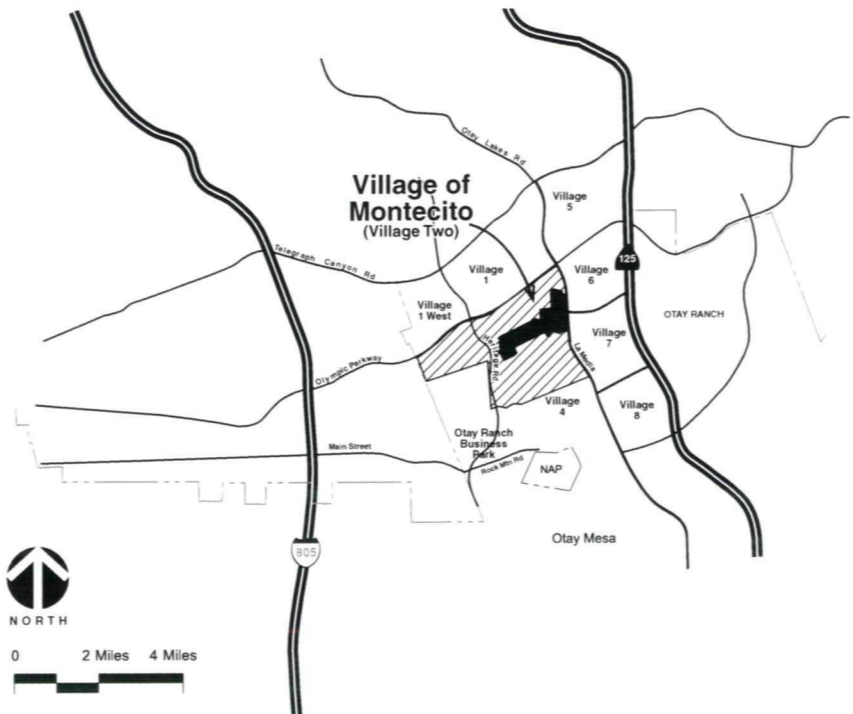 Otay Lakes Rd
Village of
Montecito
(Village Two)
Village
5
Telegraph Canyon Rd
Village
1
Village
6
125
Village
1 West
OTAY RANCH
Heritage Rd
Village
7
La Media
Olympic Parkway
Village
4
Village
8
Otay Ranch
Business
Park
Main Street
Rock Mtn Rd
NAP
Otay Mesa
805
NORTH
0 2 Miles 4 Miles